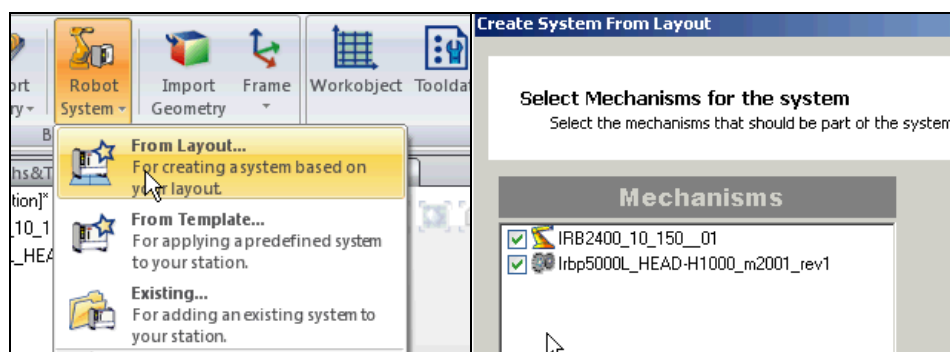 Create System From Layout
ort
Robot
Import
Frame
Workobject
Toolda
ry
System
Geometry
B
Select Mechanisms for the system
Select the mechanisms that should be part of the system
From Layout...
For creating a system based on
your layout.
hs&T
tion]*
_10_1
L_HEA
From Template...
For applying a predefined system
to your station.
Existing...
For adding an existing system to
your station.
Mechanisms
IRB2400_10_150__01
Irbp5000L_HEAD-H1000_m2001_rev1